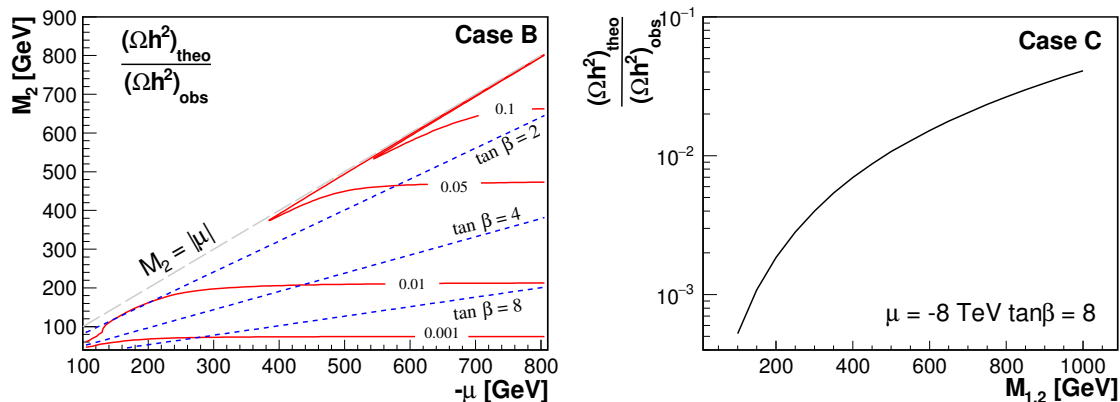 Case B
(Ωh²)theo
(Ωh²)obs
M₂ [GeV]
900
800
700
600
500
400
300
200
100
0.1
tan β = 2
0.05
M₂ = |μ|
tan β = 4
0.01
tan β = 8
0.001
100 200 300 400 500 600 700 800
-μ [GeV]
Case C
(Ωh²)theo
(Ωh²)obs
10⁻¹
10⁻²
10⁻³
μ = -8 TeV tanβ = 8
200 400 600 800 1000
M₁,₂ [GeV]